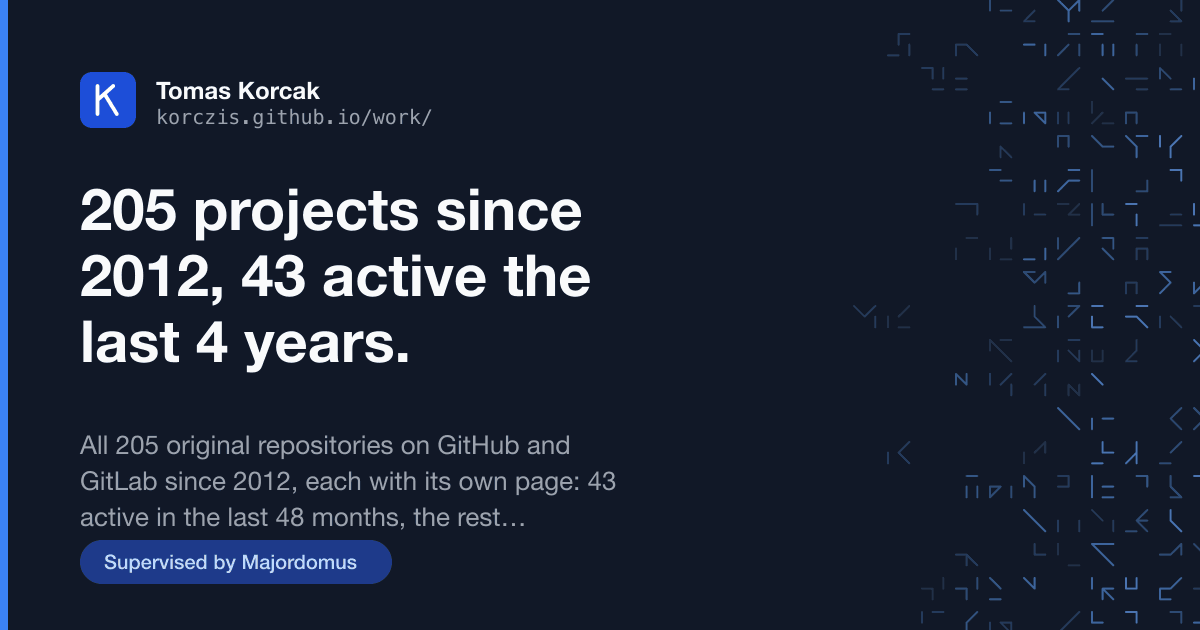 K
Tomas Korcak
korczis.github.io/work/
205 projects since
2012, 43 active the
last 4 years.
All 205 original repositories on GitHub and
GitLab since 2012, each with its own page: 43
active in the last 48 months, the rest…
Supervised by Majordomus